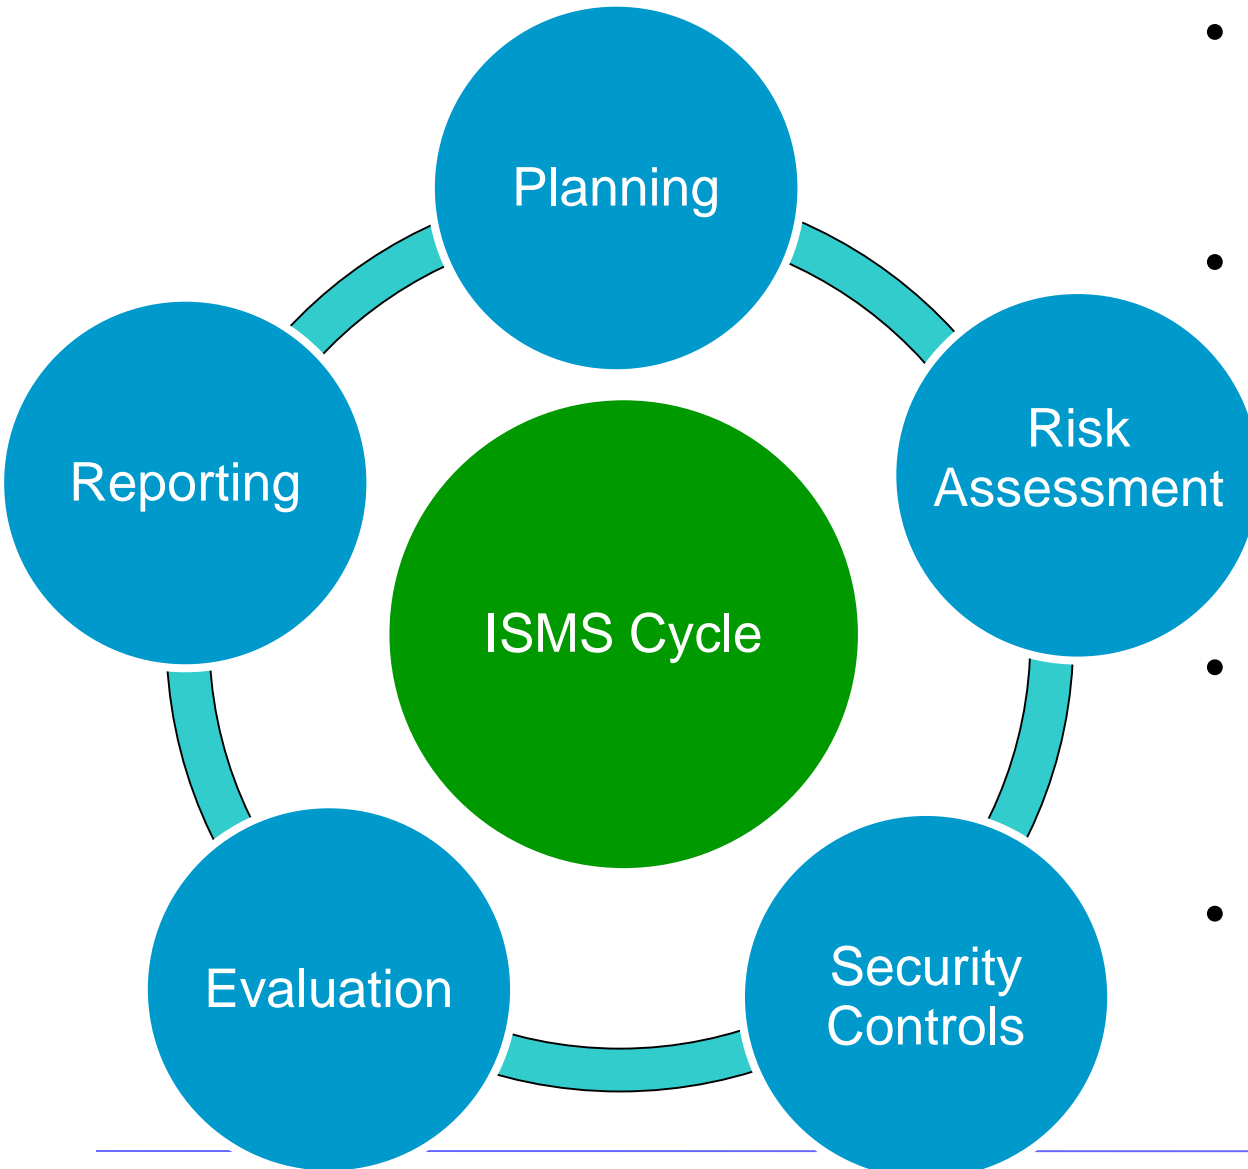 Planning
Risk
Assessment
Reporting
ISMS Cycle
Security
Controls
Evaluation